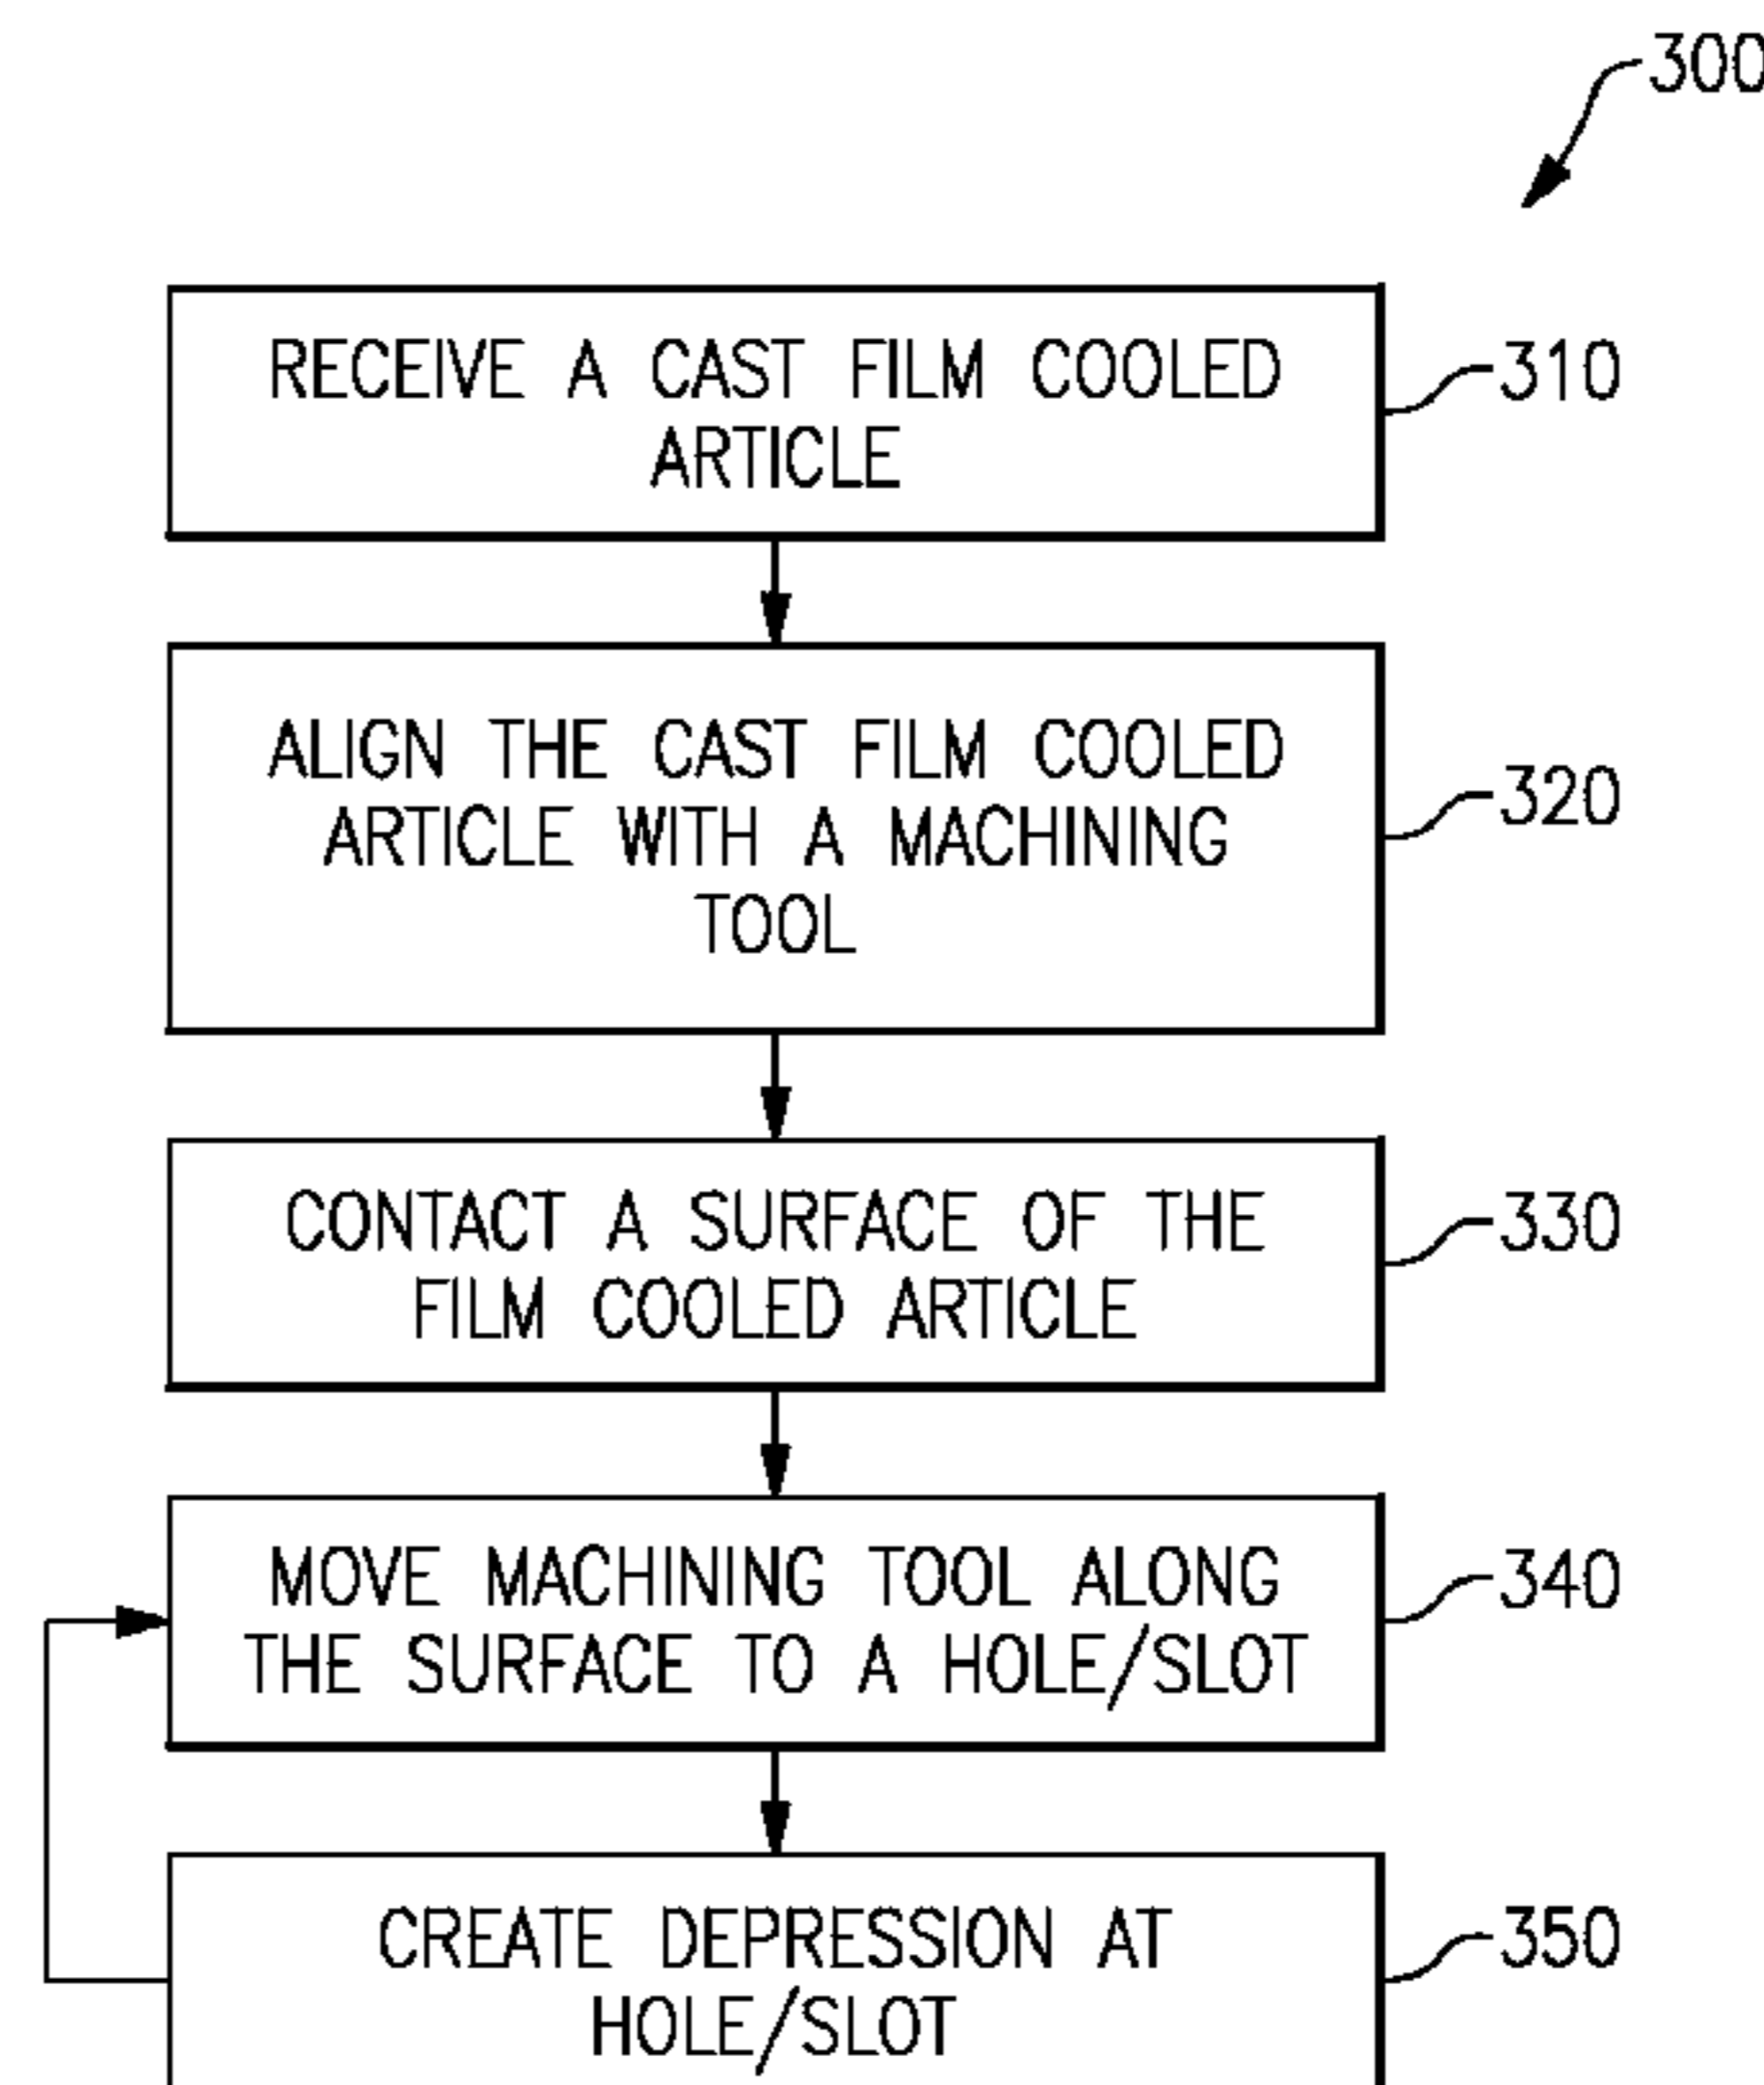 300
RECEIVE A CAST FILM COOLED
ARTICLE
310
ALIGN THE CAST FILM COOLED
ARTICLE WITH A MACHINING
TOOL
320
CONTACT A SURFACE OF THE
FILM COOLED ARTICLE
330
MOVE MACHINING TOOL ALONG
THE SURFACE TO A HOLE/SLOT
340
CREATE DEPRESSION AT
HOLE/SLOT
350